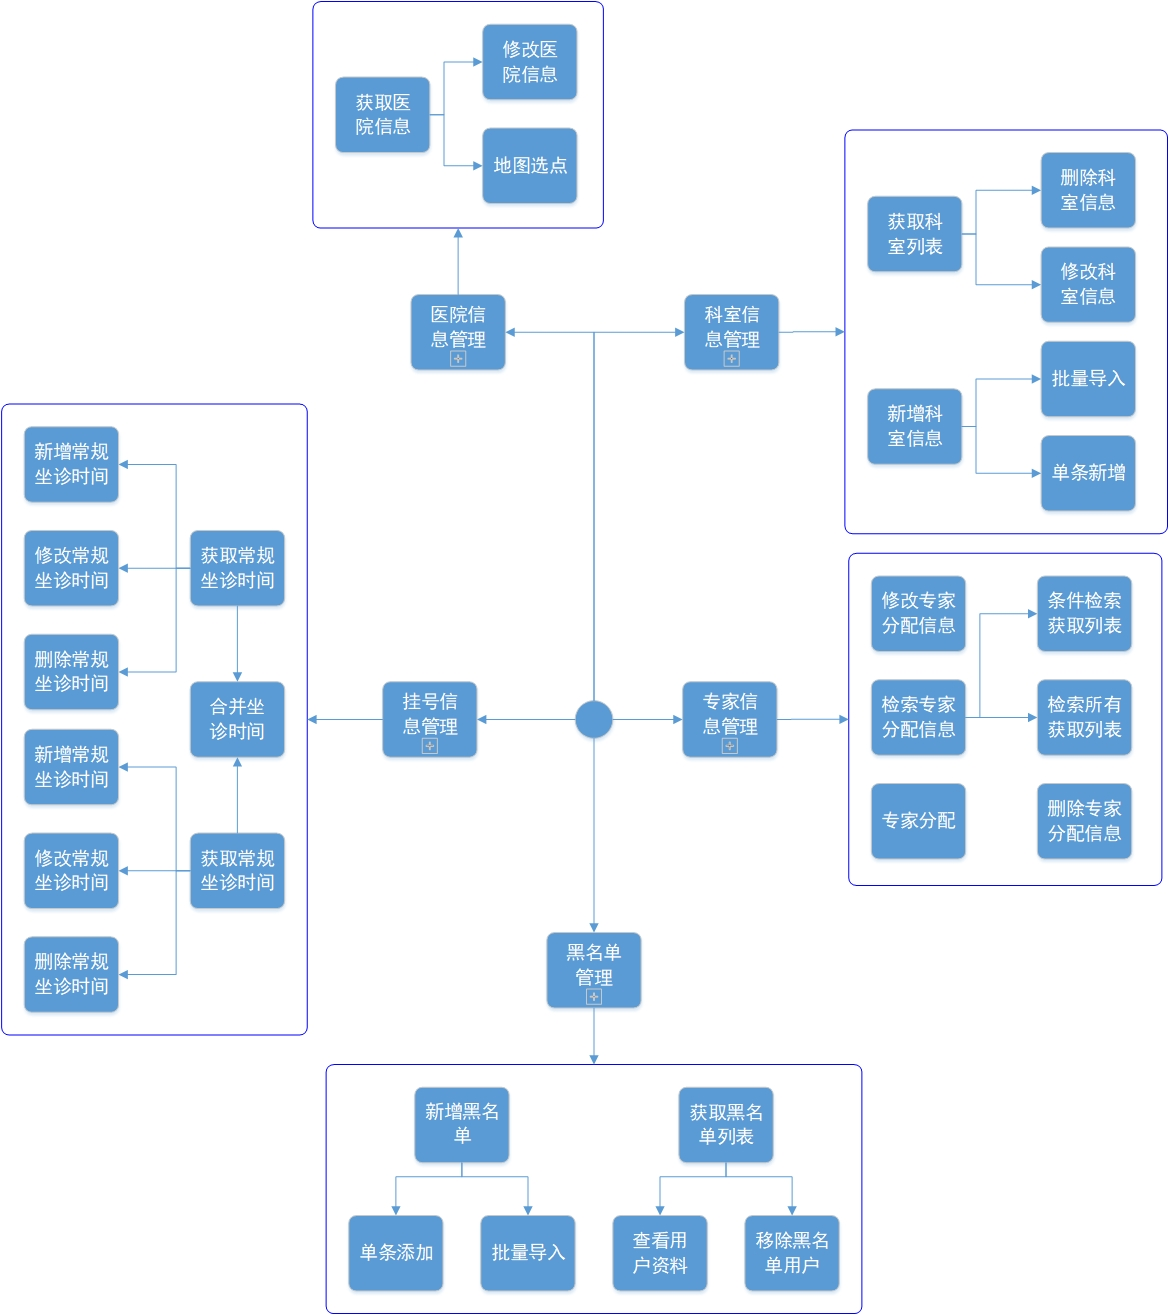 修改医
院信息
获取医
院信息
地图选点
医院信
息管理
科室信
息管理
获取科
室列表
删除科
室信息
修改科
室信息
新增科
室信息
批量导入
单条新增
新增常规
坐诊时间
修改常规
坐诊时间
获取常规
坐诊时间
删除常规
坐诊时间
合并坐
诊时间
新增常规
坐诊时间
修改常规
坐诊时间
获取常规
坐诊时间
删除常规
坐诊时间
挂号信
息管理
专家信
息管理
修改专家
分配信息
条件检索
获取列表
检索专家
分配信息
检索所有
获取列表
专家分配
删除专家
分配信息
黑名单
管理
新增黑名
单
获取黑名
单列表
单条添加
批量导入
查看用
户资料
移除黑名
单用户